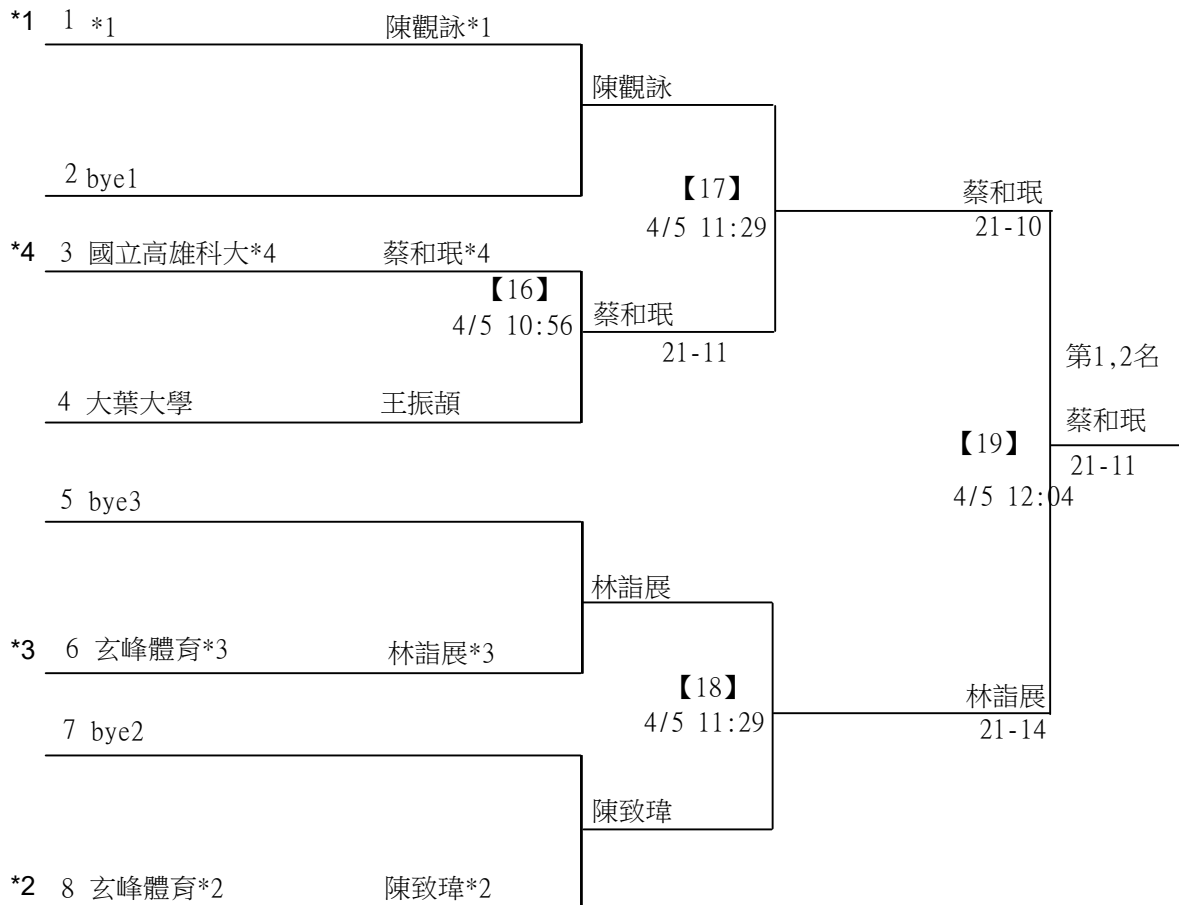 *1 1 *1 陳觀詠*1
陳觀詠
2 bye1
【17】
4/5 11:29
蔡和珉
21-10
*4 3 國立高雄科大*4 蔡和珉*4
【16】
4/5 10:56
蔡和珉
21-11
4 大葉大學 王振頡
第1,2名
蔡和珉
21-11
【19】
4/5 12:04
5 bye3
林詣展
*3 6 玄峰體育*3 林詣展*3
【18】
4/5 11:29
林詣展
21-14
7 bye2
陳致瑋
*2 8 玄峰體育*2 陳致瑋*2